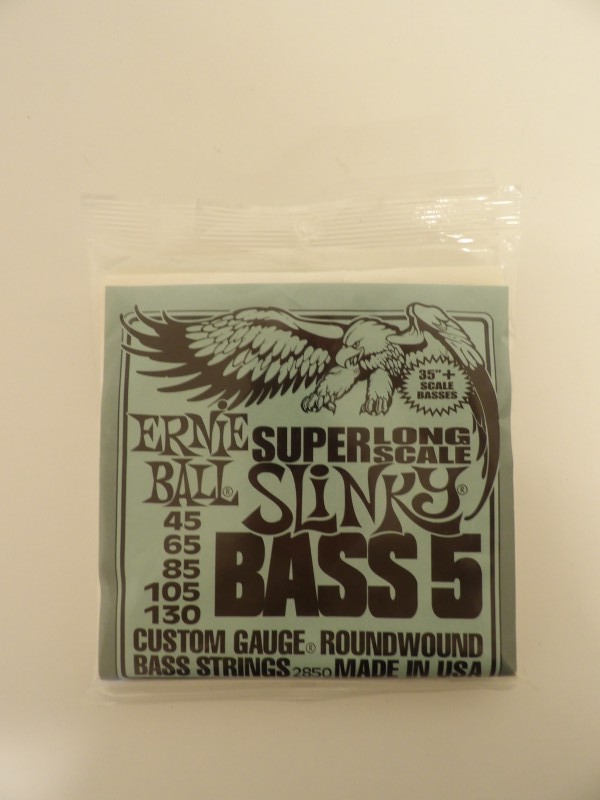 35"+
SCALE
BASSES
ERNIE
BALL®
SUPER LONG
SCALE
SLINKY®
BASS 5
45
65
85
105
130
CUSTOM GAUGE® ROUNDWOUND
BASS STRINGS 2850 MADE IN USA